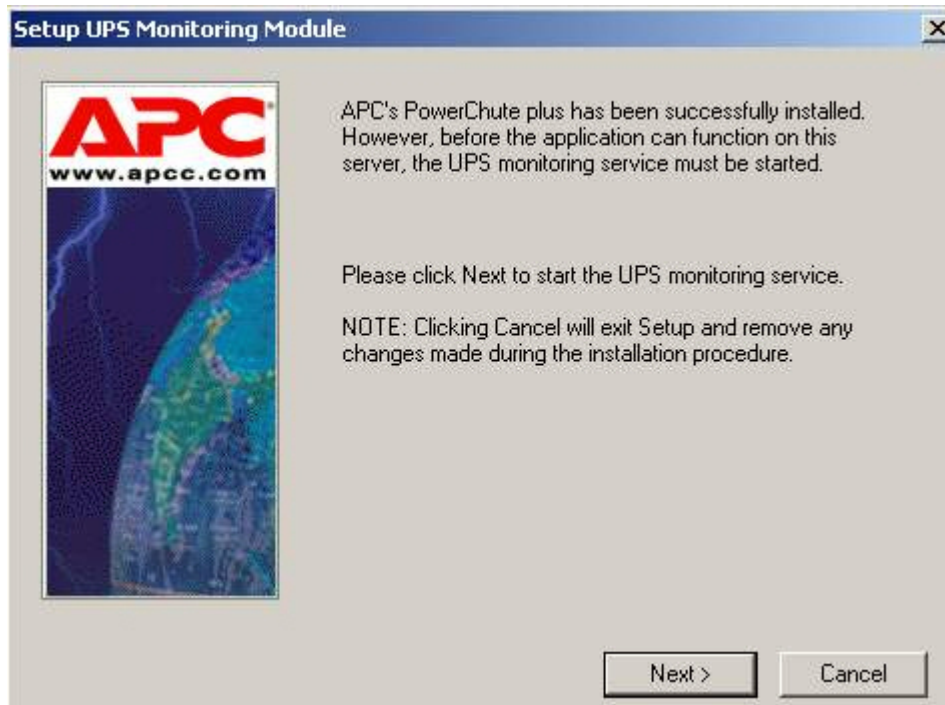 Setup UPS Monitoring Module
APC
www.apcc.com
APC's PowerChute plus has been successfully installed.
However, before the application can function on this
server, the UPS monitoring service must be started.
Please click Next to start the UPS monitoring service.
NOTE: Clicking Cancel will exit Setup and remove any
changes made during the installation procedure.
Next >
Cancel